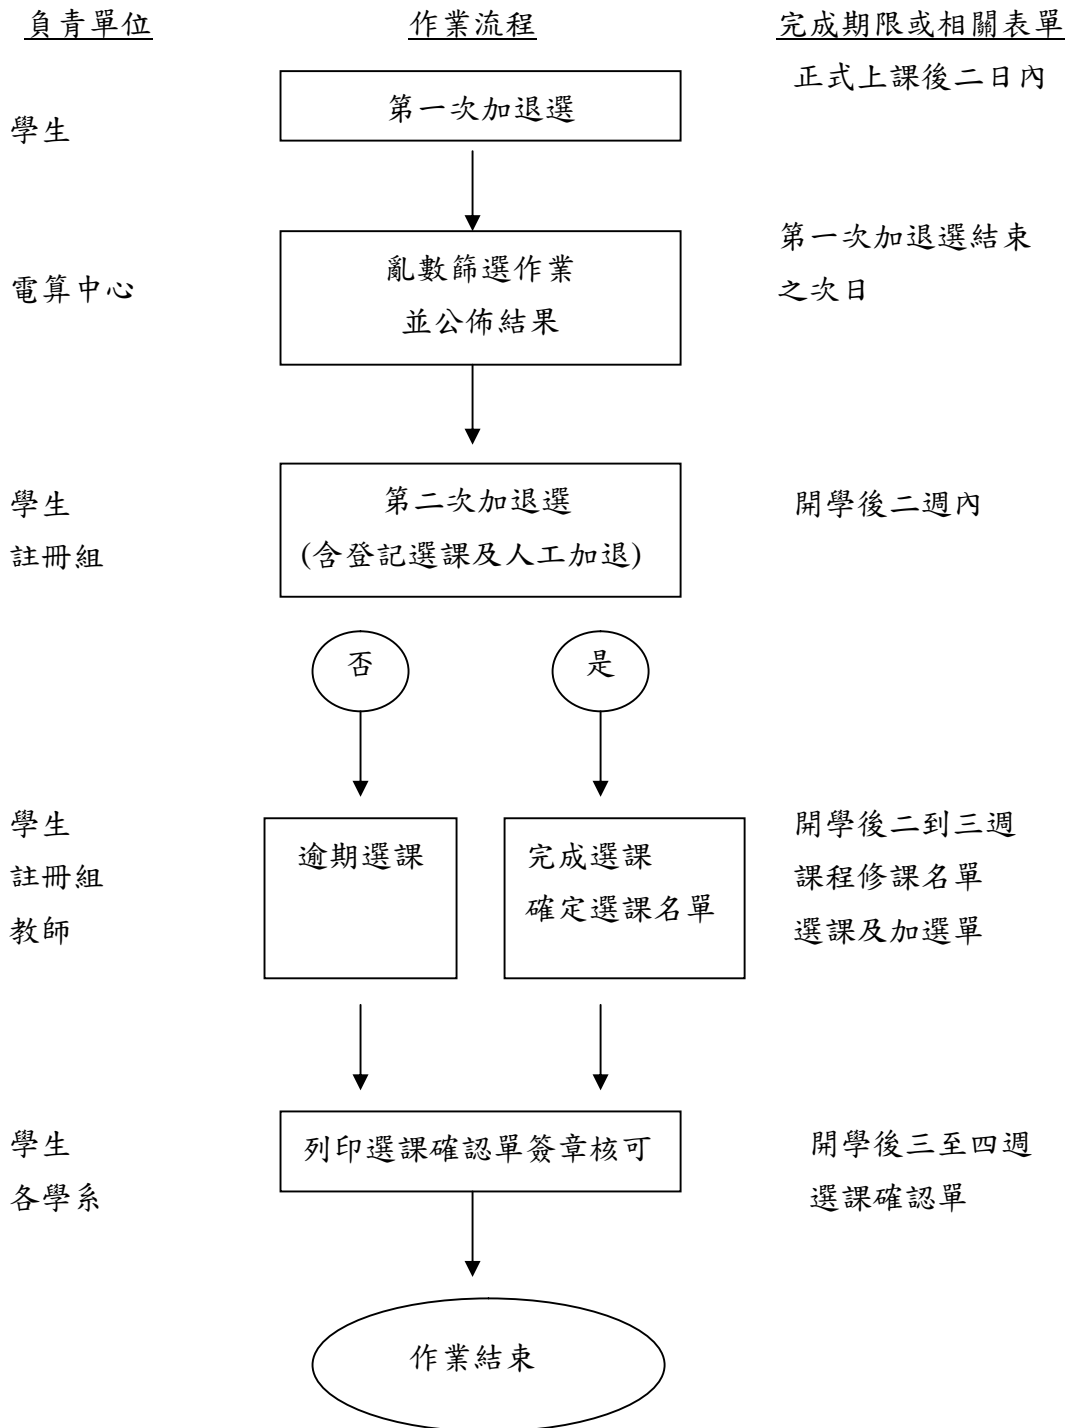 負青單位 作業流程 完成期限或相關表單
正式上課後二日內
第一次加退選
學生
第一次加退選結束
亂數篩選作業
電算中心 之次日
並公佈結果
學生 第二次加退選 開學後二週內
註冊組 (含登記選課及人工加退)
否 是
學生 開學後二到三週
逾期選課 完成選課
註冊組 課程修課名單
確定選課名單
教師 選課及加選單
學生 列印選課確認單簽章核可 開學後三至四週
各學系 選課確認單
作業結束